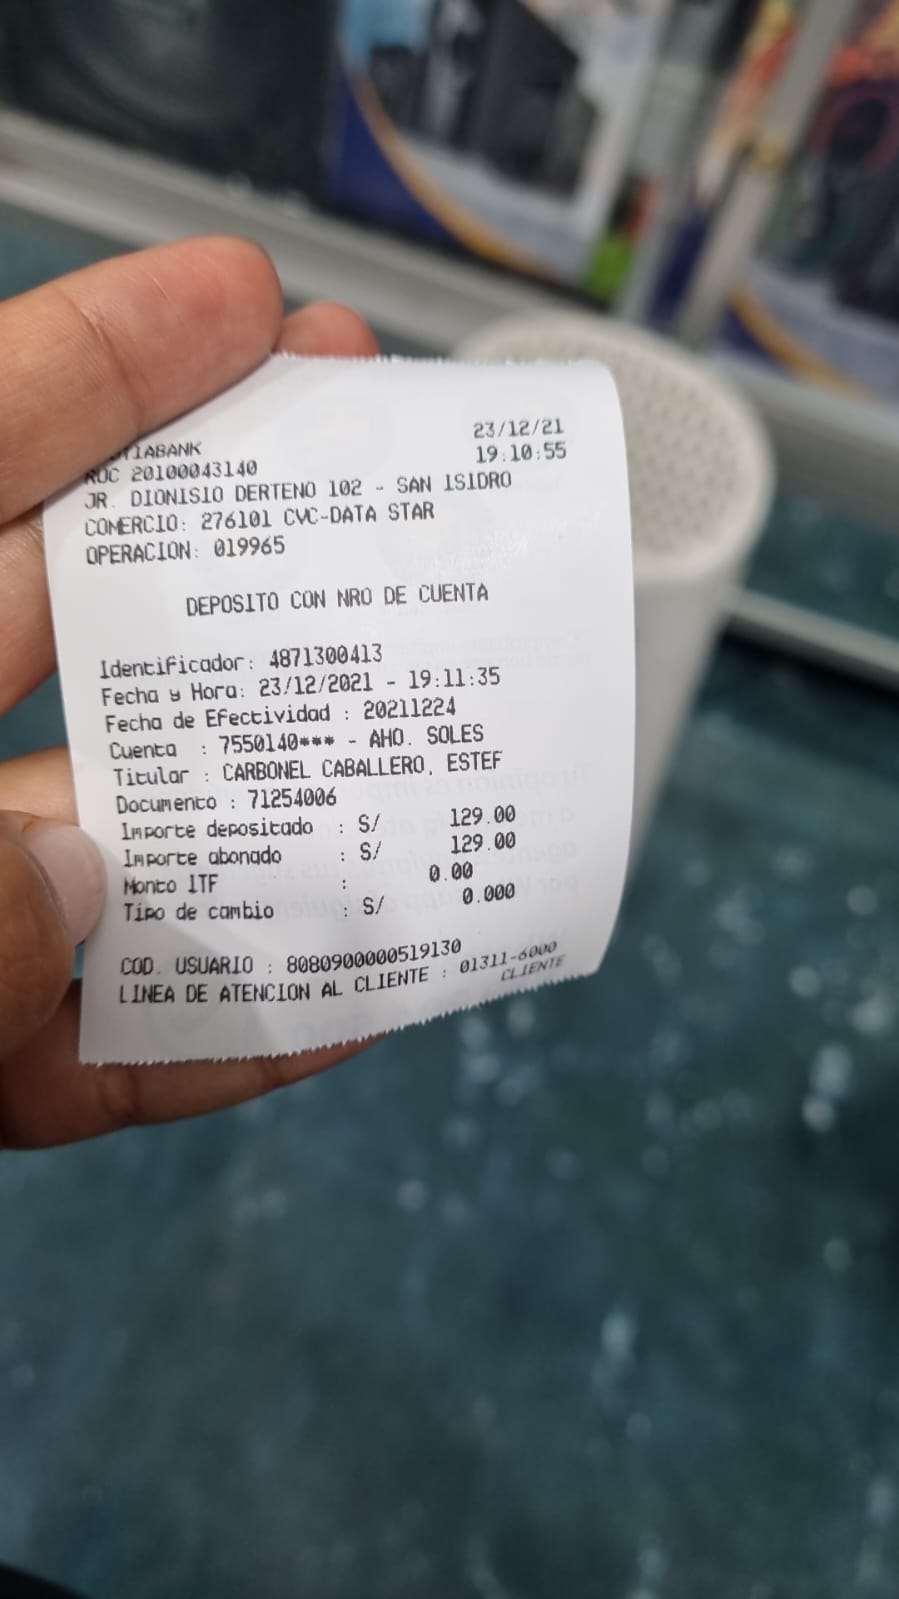 TIABANK 23/12/21
RUC 20100043140 19:10:55
JR. DIONISIO DERTENO 102 - SAN ISIDRO
COMERCIO: 276101 CVC-DATA STAR
OPERACION: 019965
DEPOSITO CON NRO DE CUENTA
Identificador: 4871300413
Fecha y Hora: 23/12/2021 - 19:11:35
Fecha de Efectividad : 20211224
Cuenta : 7550140*** - AHO. SOLES
Titular : CARBONEL CABALLERO, ESTEF
Documento : 71254006
Importe depositado : S/ 129.00
Importe abonado : S/ 129.00
Monto ITF : 0.00
Tipo de cambio : S/ 0.000
COD. USUARIO : 8080900000519130
LINEA DE ATENCION AL CLIENTE : 01311-6000
CLIENTE